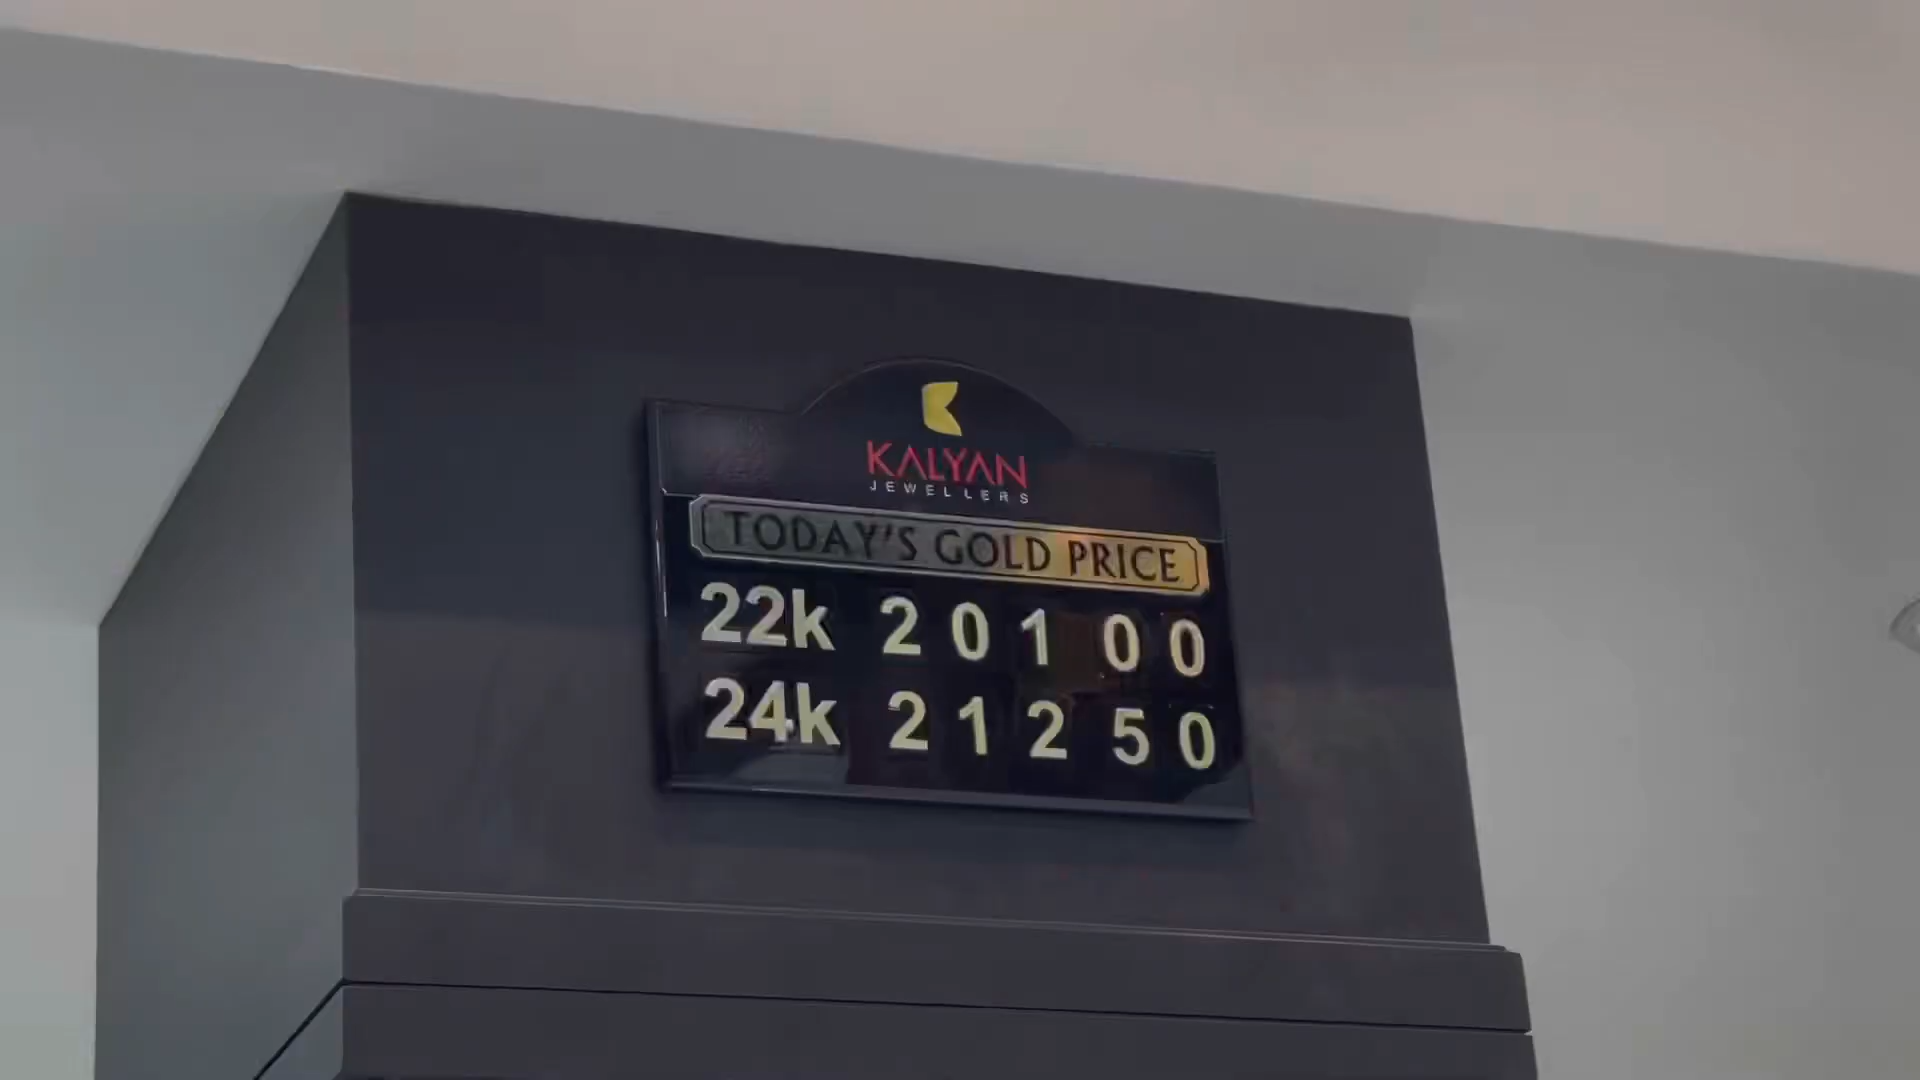 KALYAN
JEWELLERS
TODAY'S GOLD PRICE
22k 20100
24k 21250